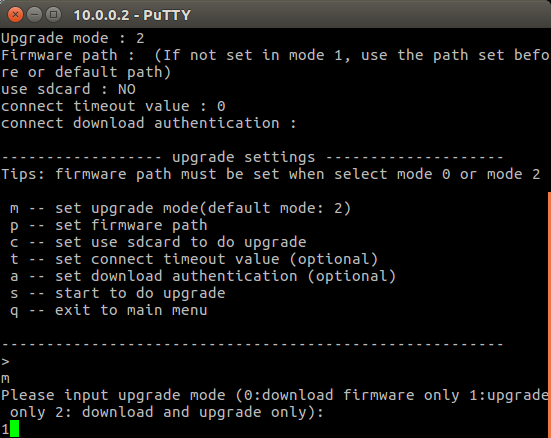 10.0.0.2 - PuTTY
Upgrade mode : 2
Firmware path :  (If not set in mode 1, use the path set befo
re or default path)
use sdcard : NO
connect timeout value : 0
connect download authentication :
------------------ upgrade settings --------------------
Tips: firmware path must be set when select mode 0 or mode 2
m -- set upgrade mode(default mode: 2)
p -- set firmware path
c -- set use sdcard to do upgrade
t -- set connect timeout value (optional)
a -- set download authentication (optional)
s -- start to do upgrade
q -- exit to main menu
--------------------------------------------------------
>
m
Please input upgrade mode (0:download firmware only 1:upgrade
only 2: download and upgrade only):
1